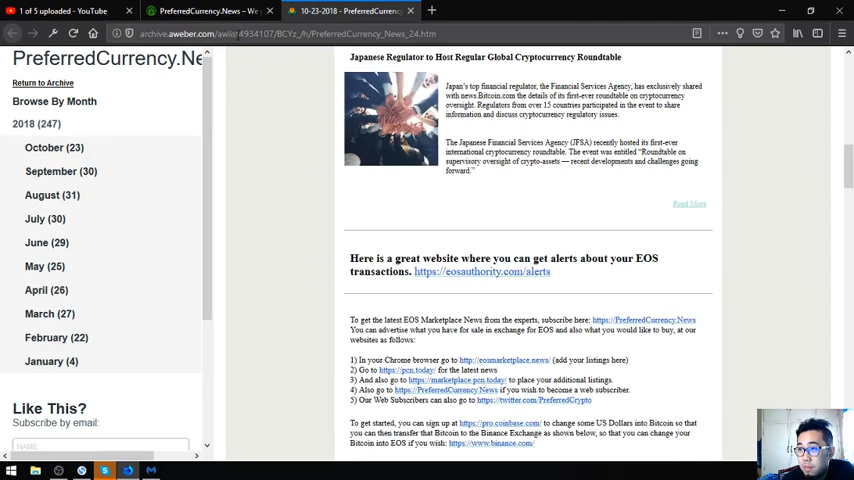 1 of 5 uploaded - YouTube
PreferredCurrency.News – We p
10-23-2018 - PreferredCurrency
archive.aweber.com/awlist4934107/BCYz_/h/PreferredCurrency_News_24.htm
PreferredCurrency.Ne
Return to Archive
Browse By Month
2018 (247)
October (23)
September (30)
August (31)
July (30)
June (29)
May (25)
April (26)
March (27)
February (22)
January (4)
Like This?
Subscribe by email:
NAME:
Japanese Regulator to Host Regular Global Cryptocurrency Roundtable
Japan's top financial regulator, the Financial Services Agency, has exclusively shared
with news.Bitcoin.com the details of its first-ever roundtable on cryptocurrency
oversight. Regulators from over 15 countries participated in the event to share
information and discuss cryptocurrency regulatory issues.
The Japanese Financial Services Agency (JFSA) recently hosted its first-ever
international cryptocurrency roundtable. The event was entitled “Roundtable on
supervisory oversight of crypto-assets — recent developments and challenges going
forward.”
Read More
Here is a great website where you can get alerts about your EOS
transactions. https://eosauthority.com/alerts
To get the latest EOS Marketplace News from the experts, subscribe here: https://PreferredCurrency.News
You can advertise what you have for sale in exchange for EOS and also what you would like to buy, at our
websites as follows:
1) In your Chrome browser go to http://eosmarketplace.news/ (add your listings here)
2) Go to https://pcn.today/ for the latest news
3) And also go to https://marketplace.pcn.today/ to place your additional listings.
4) Also go to https://PreferredCurrency.News if you wish to become a web subscriber.
5) Our Web Subscribers can also go to https://twitter.com/PreferredCrypto
To get started, you can sign up at https://pro.coinbase.com/ to change some US Dollars into Bitcoin so that
you can then transfer that Bitcoin to the Binance Exchange as shown below, so that you can change your
Bitcoin into EOS if you wish: https://www.binance.com/